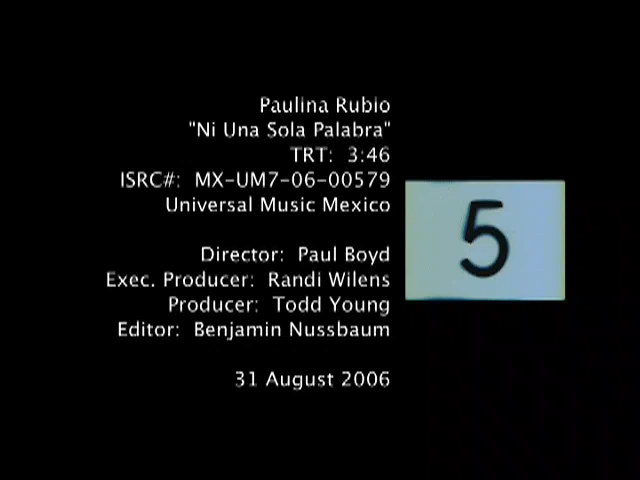 Paulina Rubio
"Ni Una Sola Palabra"
TRT: 3:46
ISRC#: MX-UM7-06-00579
Universal Music Mexico
5
Director: Paul Boyd
Exec. Producer: Randi Wilens
Producer: Todd Young
Editor: Benjamin Nussbaum
31 August 2006